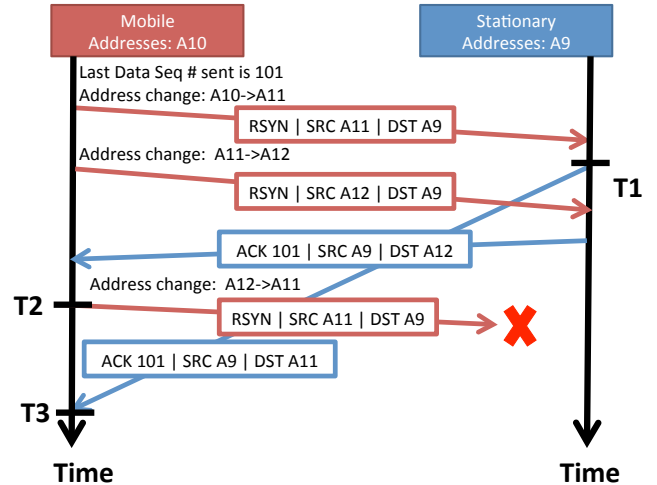 Mobile
Addresses: A10
Stationary
Addresses: A9
Last Data Seq # sent is 101
Address change: A10->A11
RSYN | SRC A11 | DST A9
Address change: A11->A12
T1
RSYN | SRC A12 | DST A9
ACK 101 | SRC A9 | DST A12
Address change: A12->A11
T2
RSYN | SRC A11 | DST A9
ACK 101 | SRC A9 | DST A11
T3
Time
Time